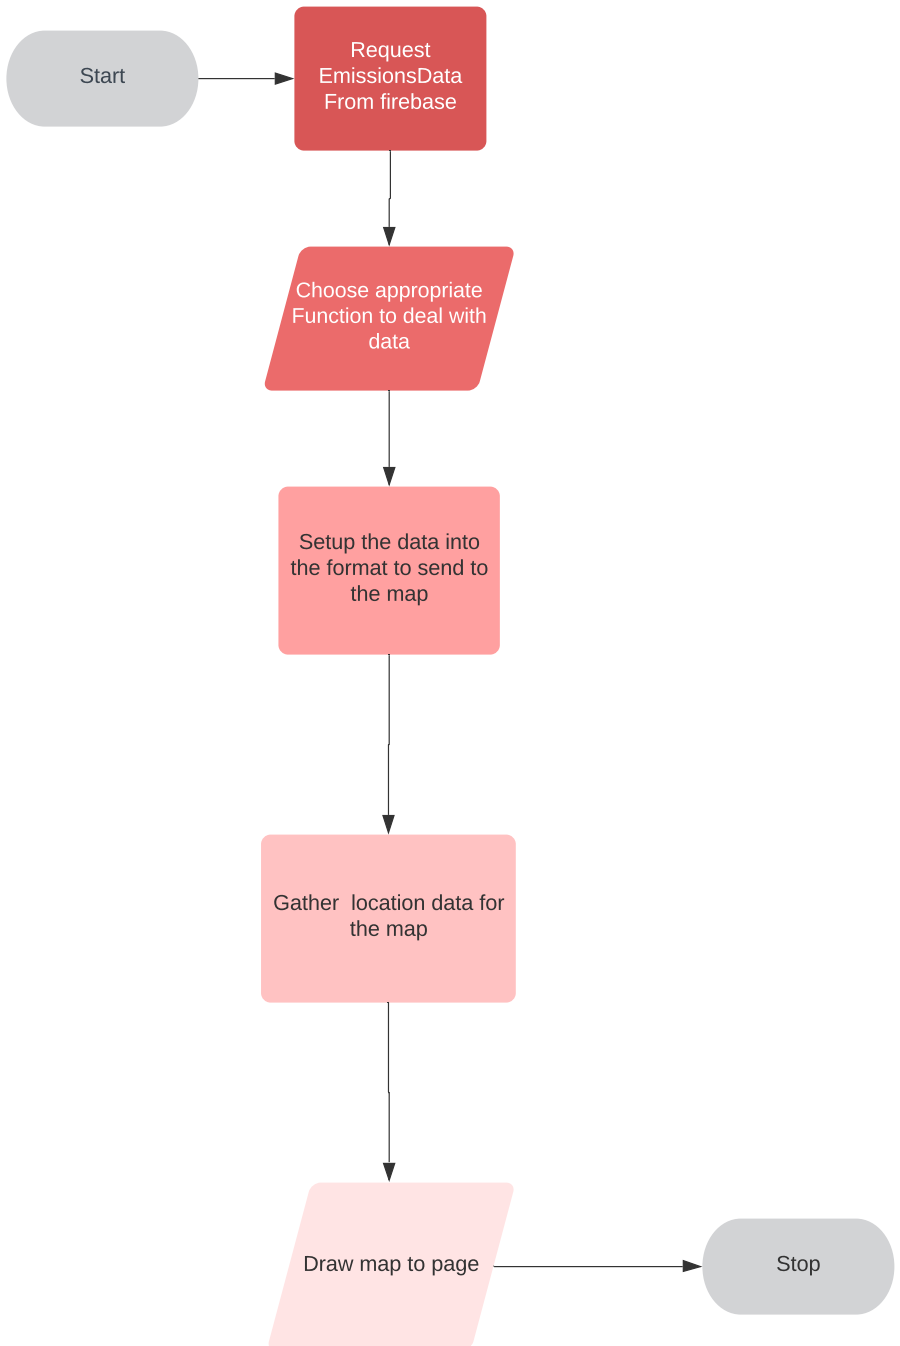 Start
Request
EmissionsData
From firebase
Choose appropriate
Function to deal with
data
Setup the data into
the format to send to
the map
Gather  location data for
the map
Draw map to page
Stop